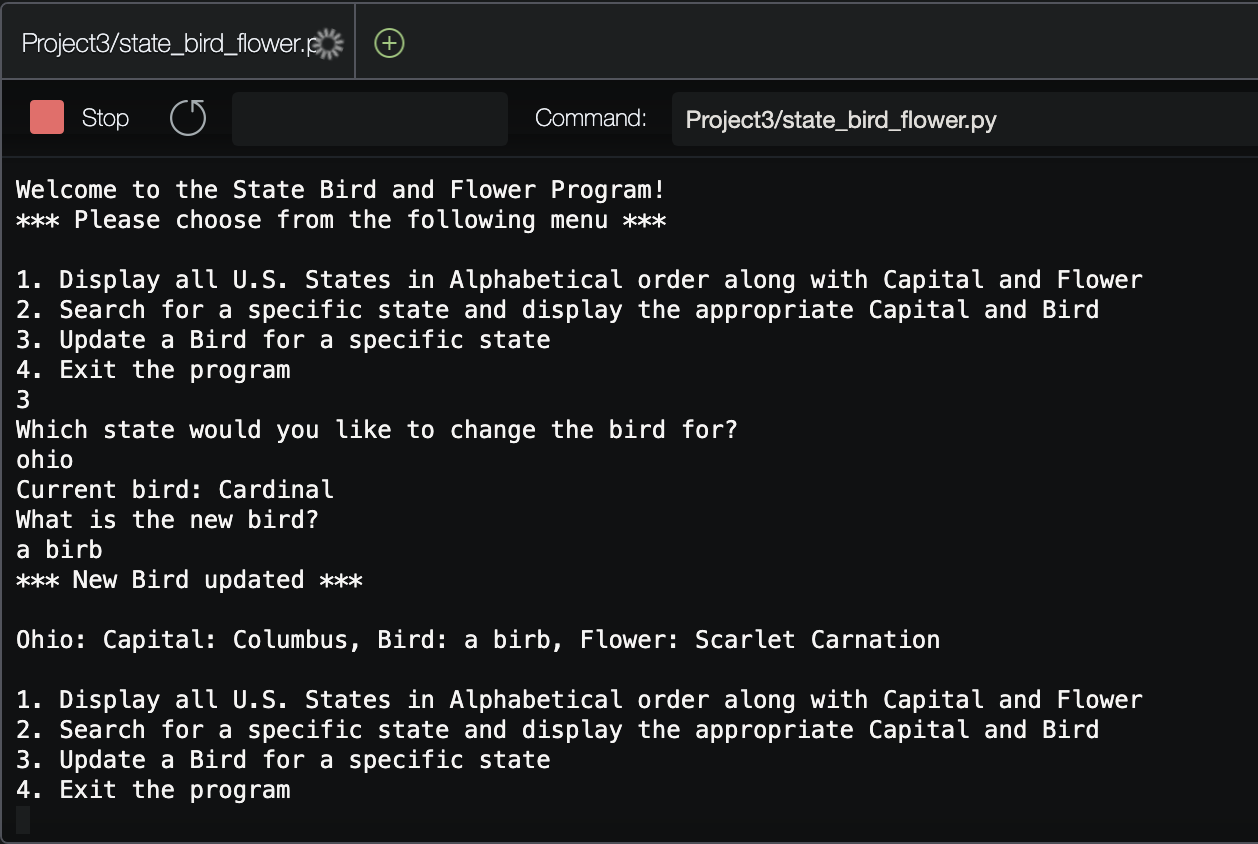 Project3/state_bird_flower.p
Stop
Command: Project3/state_bird_flower.py
Welcome to the State Bird and Flower Program!
*** Please choose from the following menu ***
1. Display all U.S. States in Alphabetical order along with Capital and Flower
2. Search for a specific state and display the appropriate Capital and Bird
3. Update a Bird for a specific state
4. Exit the program
3
Which state would you like to change the bird for?
ohio
Current bird: Cardinal
What is the new bird?
a birb
*** New Bird updated ***
Ohio: Capital: Columbus, Bird: a birb, Flower: Scarlet Carnation
1. Display all U.S. States in Alphabetical order along with Capital and Flower
2. Search for a specific state and display the appropriate Capital and Bird
3. Update a Bird for a specific state
4. Exit the program